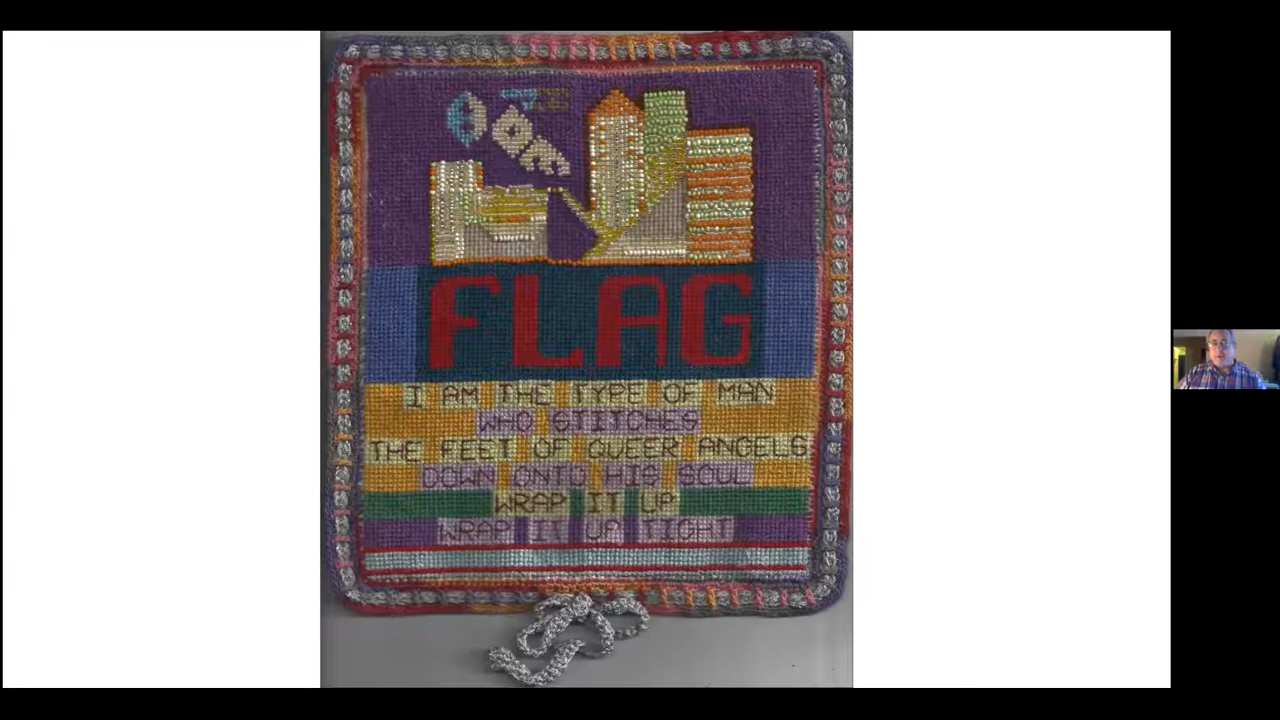 FLAG
I AM THE TYPE OF MAN
WHO STITCHES
THE FEET OF QUEER ANGELS
DOWN ONTO HIS SOUL
WRAP IT UP
WRAP IT UP TIGHT